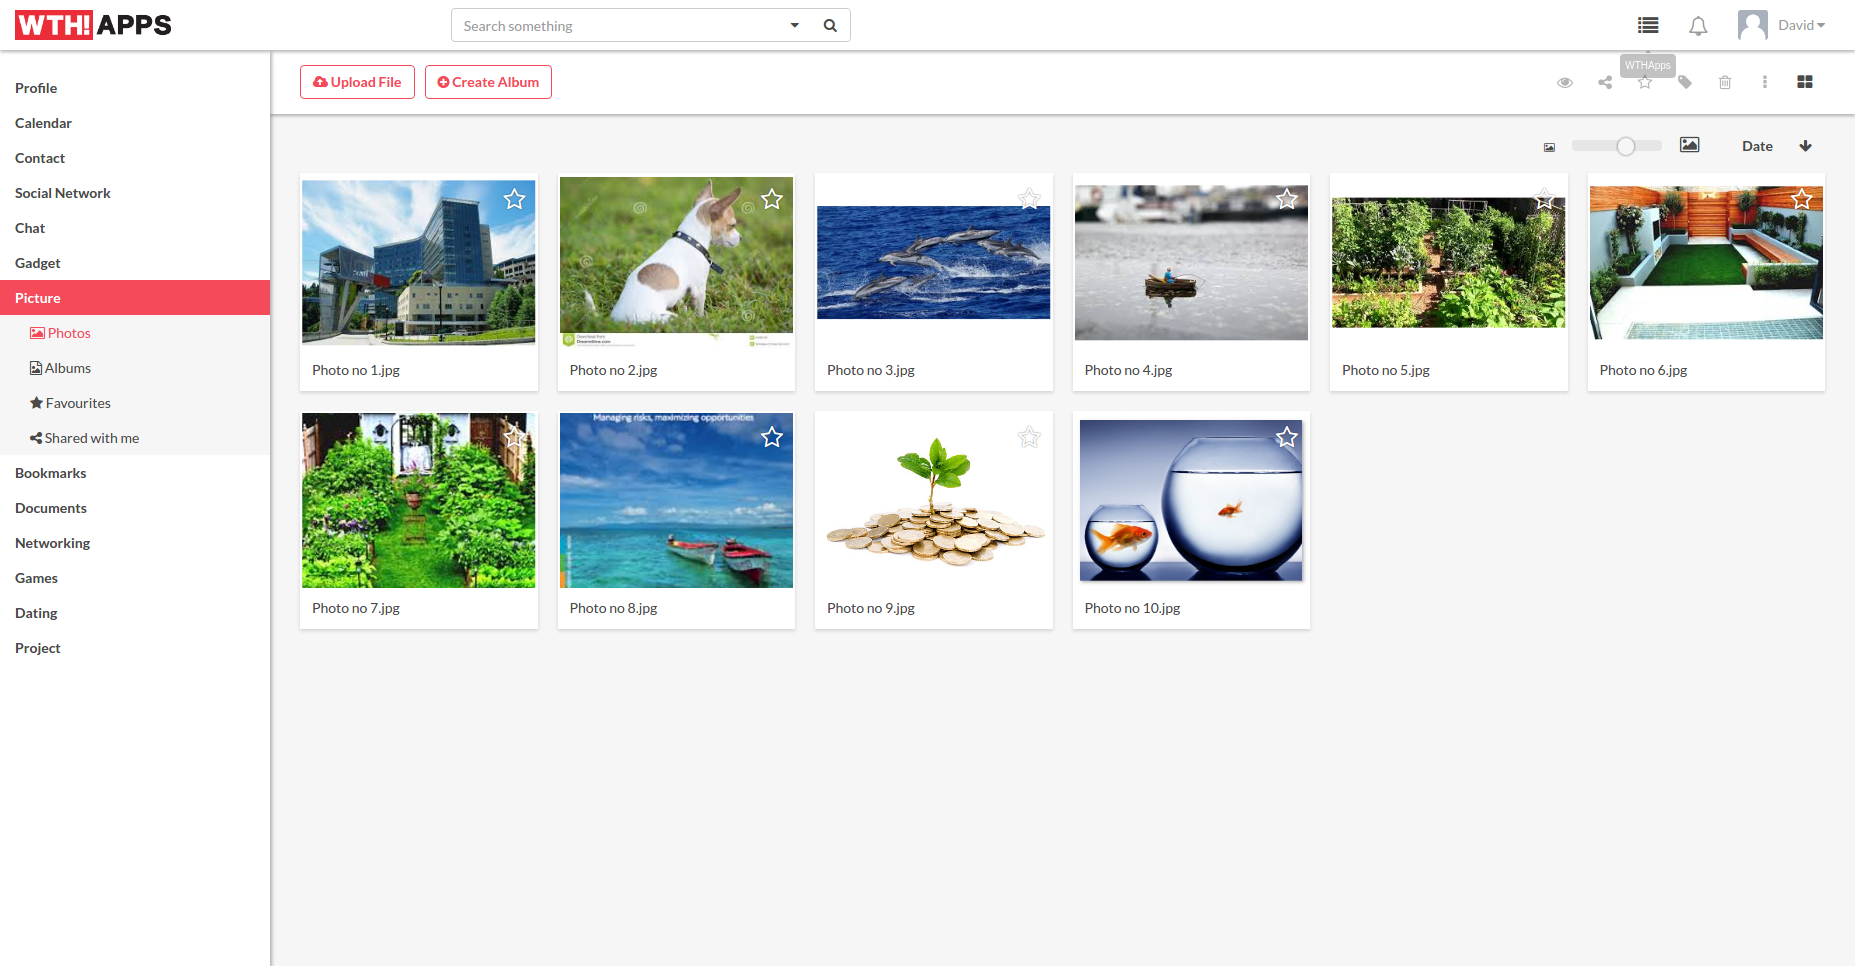 WTH! APPS
Search something
David
WTHApps
Profile
Calendar
Contact
Social Network
Chat
Gadget
Picture
Photos
Albums
Favourites
Shared with me
Bookmarks
Documents
Networking
Games
Dating
Project
Upload File
Create Album
Date
Photo no 1.jpg
Photo no 2.jpg
Photo no 3.jpg
Photo no 4.jpg
Photo no 5.jpg
Photo no 6.jpg
Managing risks, maximizing opportunities
Photo no 7.jpg
Photo no 8.jpg
Photo no 9.jpg
Photo no 10.jpg